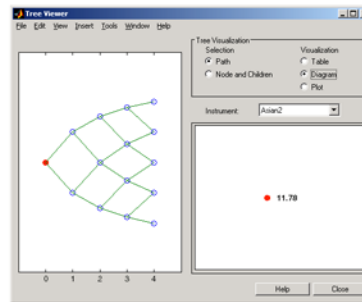 Tree Viewer
File Edit View Insert Tools Window Help
Tree Visualization
Selection
Path
Node and Children
Visualization
Table
Diagram
Plot
Instrument:
Asian2
11.78
0 1 2 3 4
Help Close